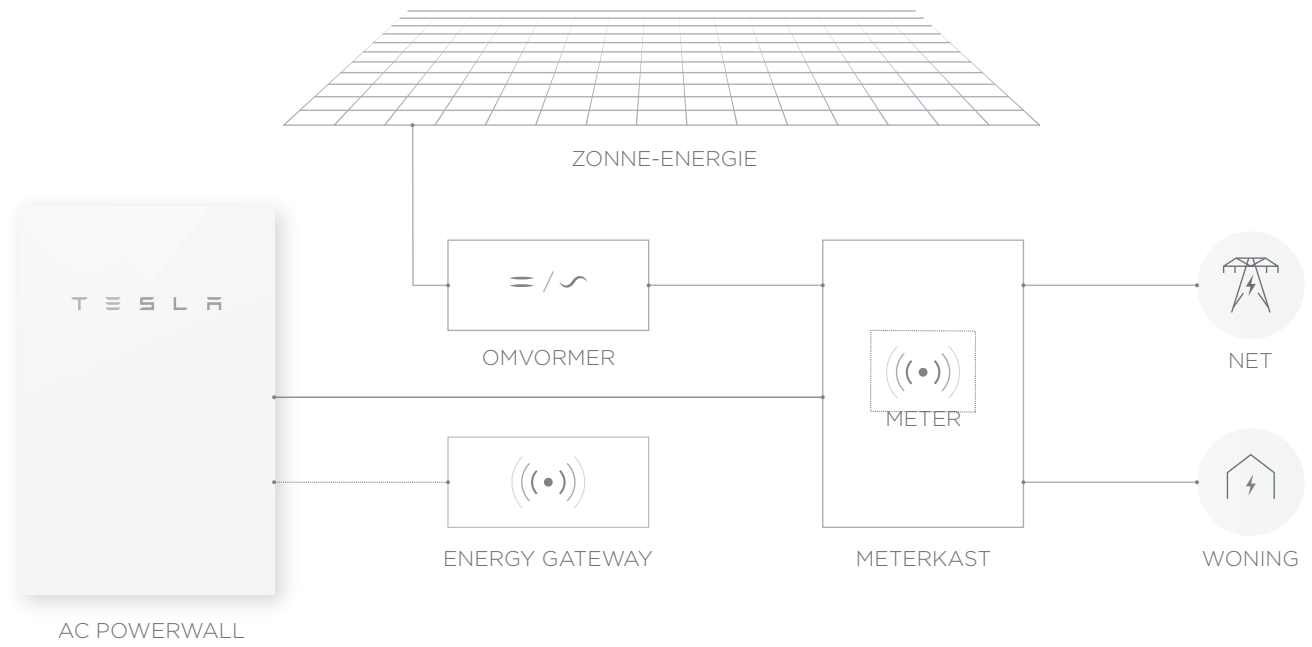 ZONNE-ENERGIE
TESLA
OMVORMER
NET
METER
ENERGY GATEWAY
METERKAST
WONING
AC POWERWALL